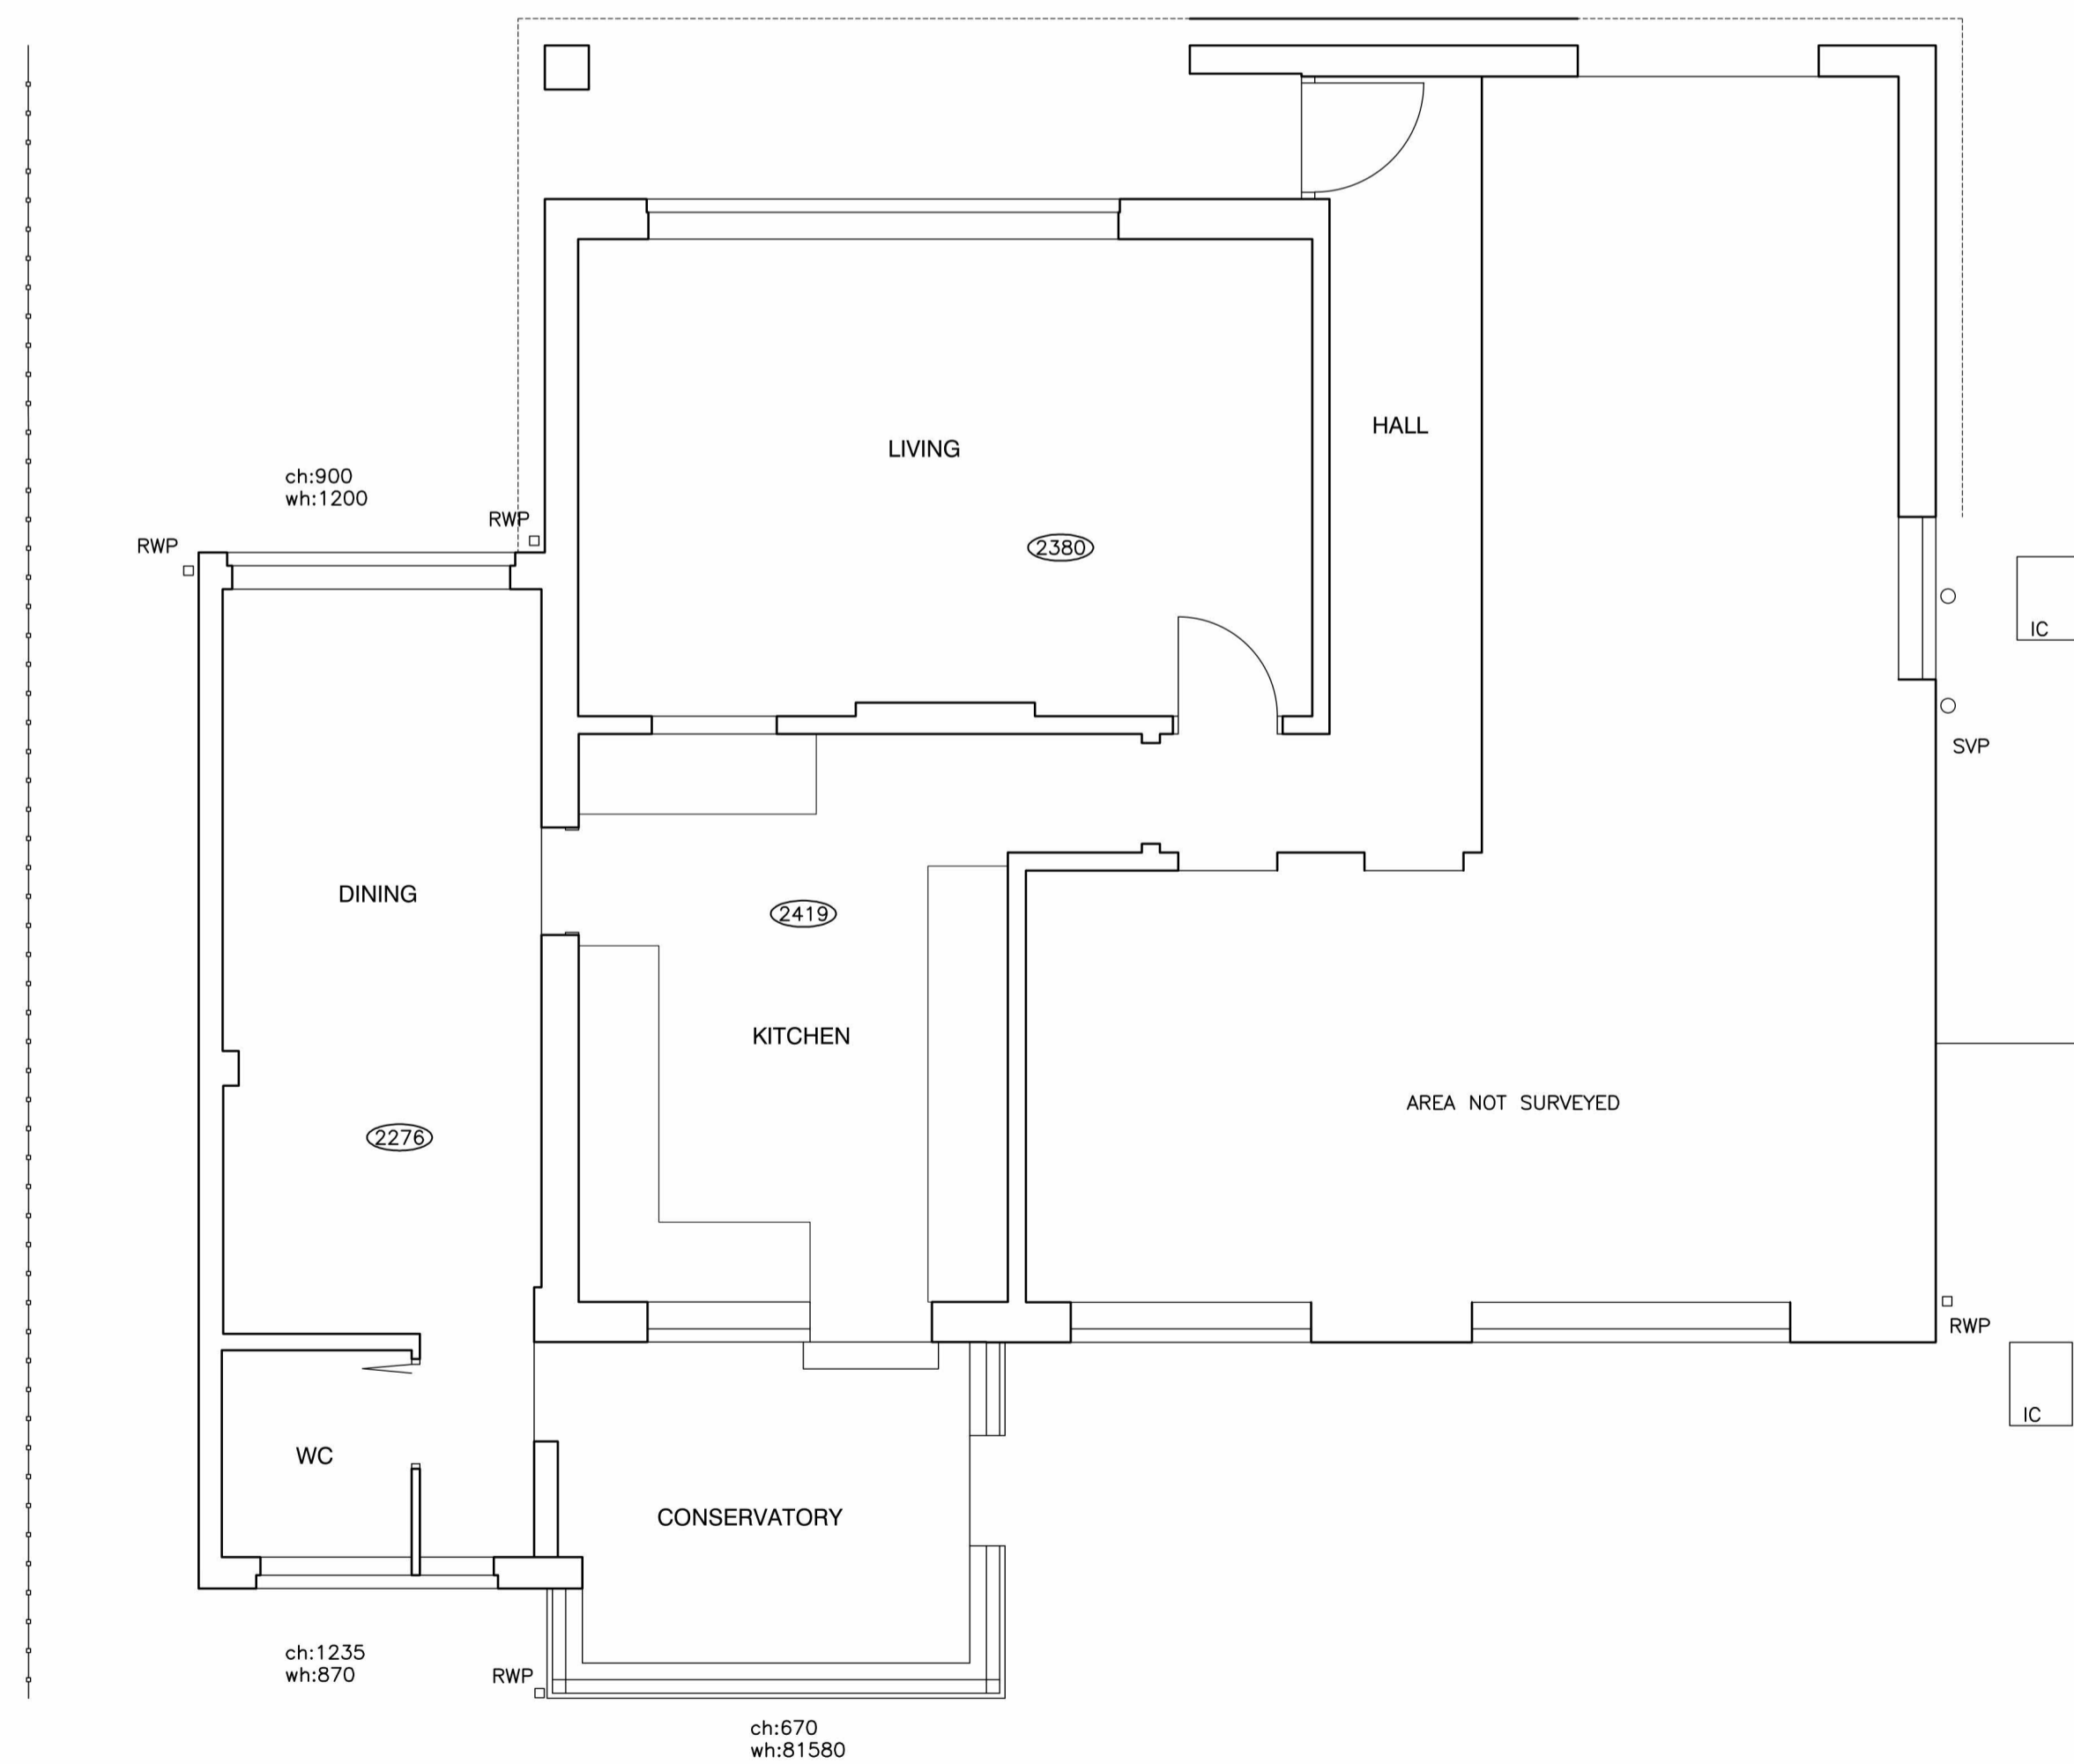 HALL
LIVING
ch:900
wh:1200
RWP
RWP
2380
IC
SVP
DINING
2419
KITCHEN
AREA NOT SURVEYED
2276
RWP
IC
WC
CONSERVATORY
ch:1235
wh:870
RWP
ch:670
wh:81580